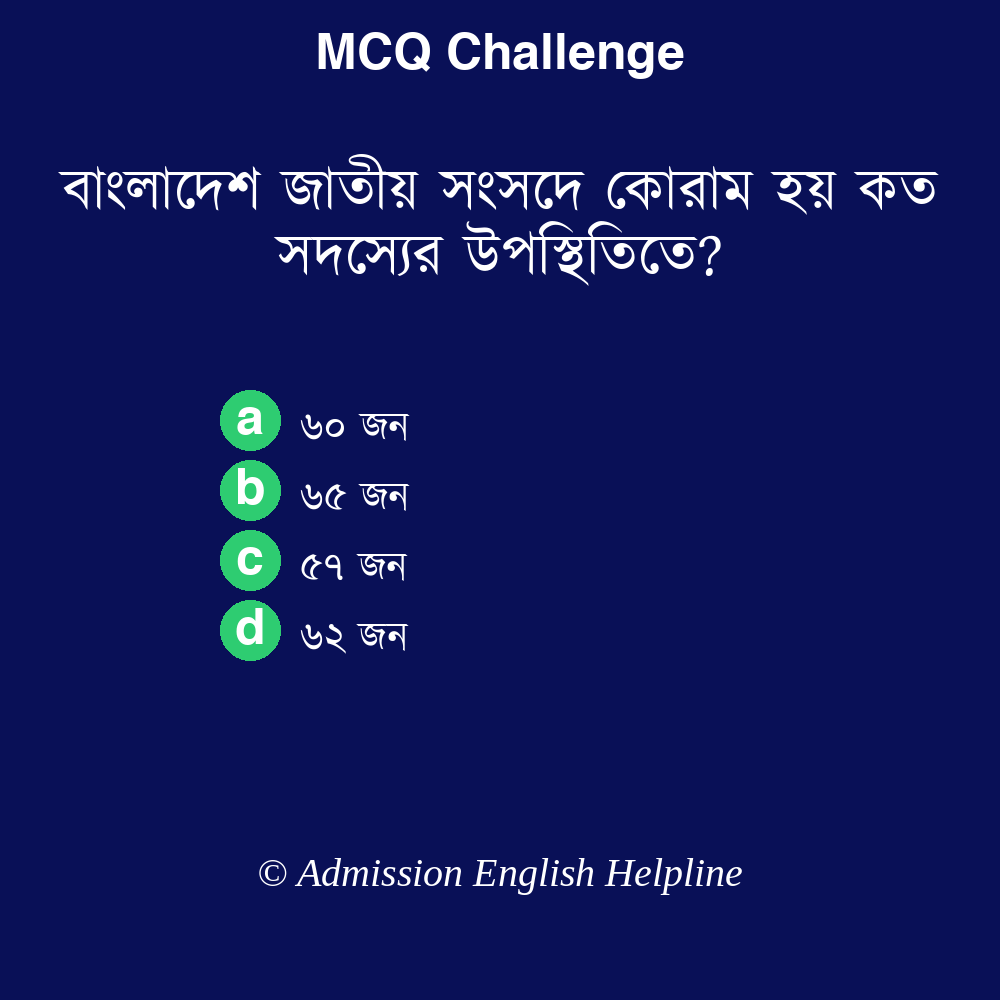 MCQ Challenge
বাংলাদেশ জাতীয় সংসদে কোরাম হয় কত
সদস্যের উপস্থিতিতে?
a ৬০ জন
b ৬৫ জন
c ৫৭ জন
d ৬২ জন
© Admission English Helpline